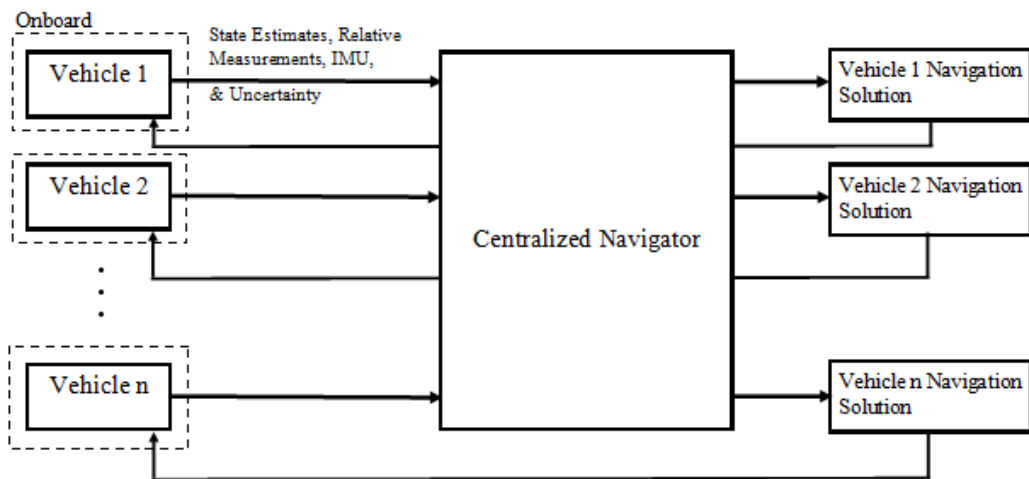 Onboard
Vehicle 1
State Estimates, Relative
Measurements, IMU,
& Uncertainty
Vehicle 1 Navigation
Solution
Vehicle 2
Centralized Navigator
Vehicle 2 Navigation
Solution
Vehicle n
Vehicle n Navigation
Solution